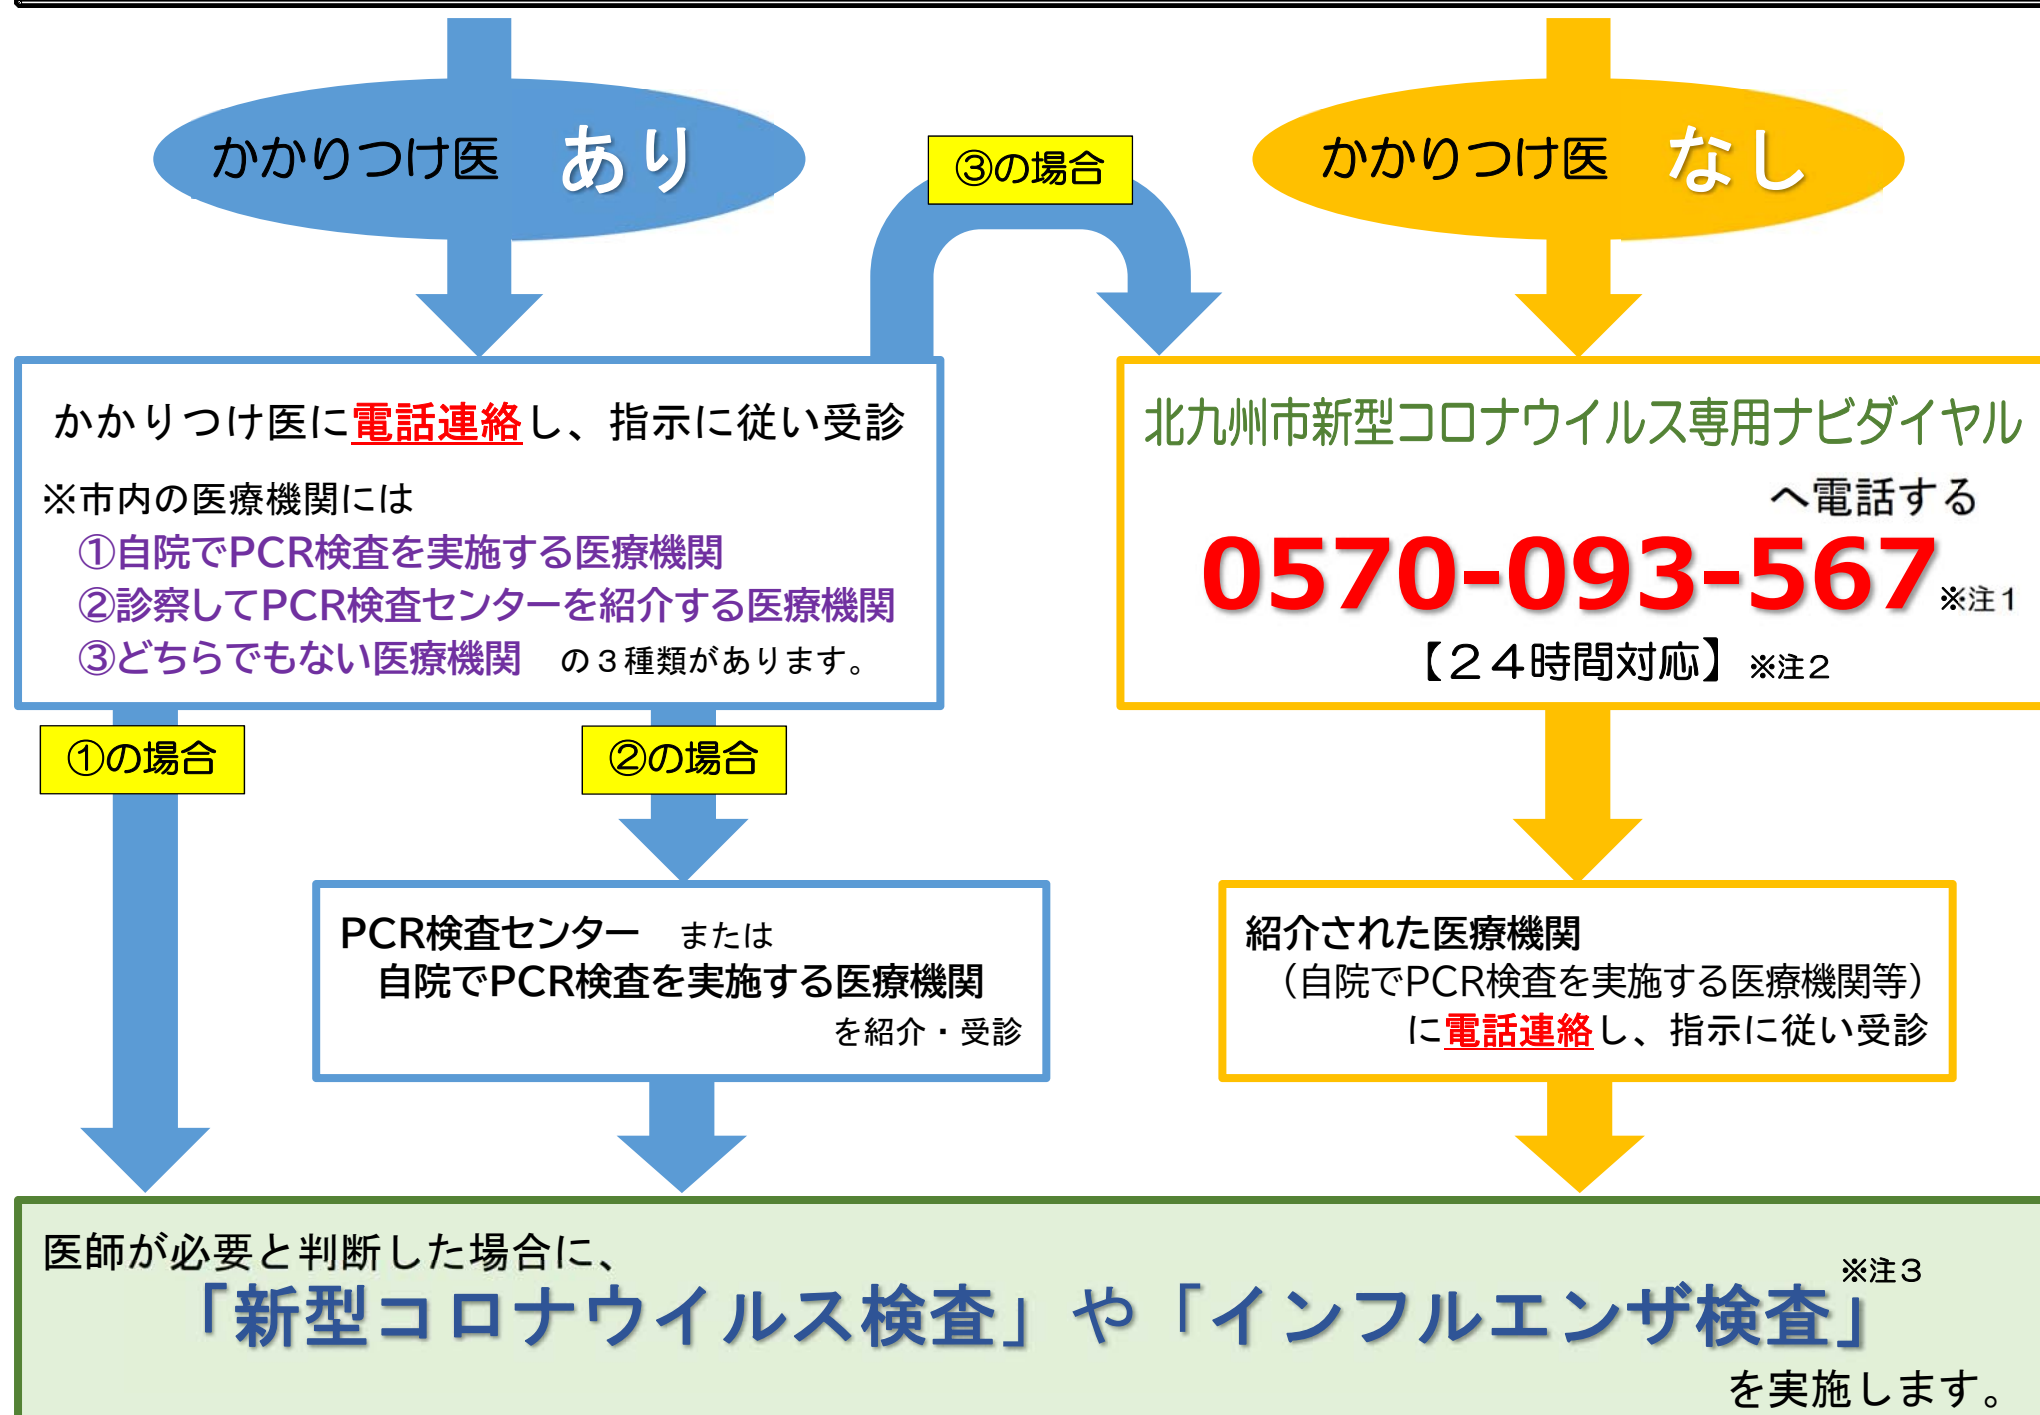 かかりつけ医　あり
③の場合
かかりつけ医　なし
かかりつけ医に電話連絡し、指示に従い受診
※市内の医療機関には
①自院でPCR検査を実施する医療機関
②診察してPCR検査センターを紹介する医療機関
③どちらでもない医療機関　の３種類があります。
北九州市新型コロナウイルス専用ナビダイヤル
へ電話する
0570-093-567※注１
【２４時間対応】※注２
①の場合
②の場合
PCR検査センター　または
自院でPCR検査を実施する医療機関
を紹介・受診
紹介された医療機関
（自院でPCR検査を実施する医療機関等）
に電話連絡し、指示に従い受診
医師が必要と判断した場合に、
「新型コロナウイルス検査」や「インフルエンザ検査」※注３
を実施します。